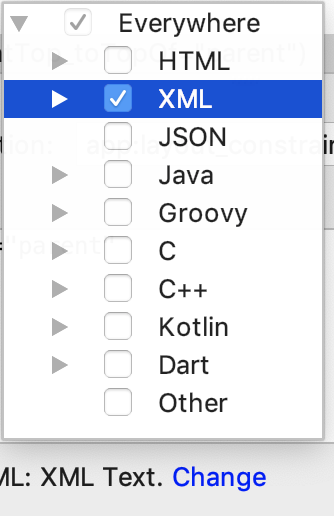 Everywhere
HTML
XML
JSON
Java
Groovy
C
C++
Kotlin
Dart
Other
ML: XML Text. Change